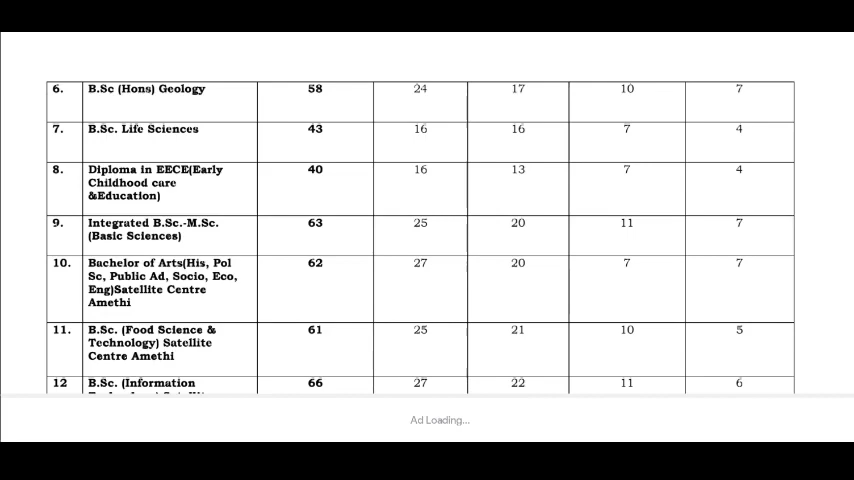 6. B.Sc (Hons) Geology 58 24 17 10 7
7. B.Sc. Life Sciences 43 16 16 7 4
8. Diploma in EECE(Early 40 16 13 7 4
Childhood care
&Education)
9. Integrated B.Sc.-M.Sc. 63 25 20 11 7
(Basic Sciences)
10. Bachelor of Arts(His, Pol 62 27 20 7 7
Sc, Public Ad, Socio, Eco,
Eng)Satellite Centre
Amethi
11. B.Sc. (Food Science & 61 25 21 10 5
Technology) Satellite
Centre Amethi
12 B.Sc. (Information 66 27 22 11 6
Ad Loading...